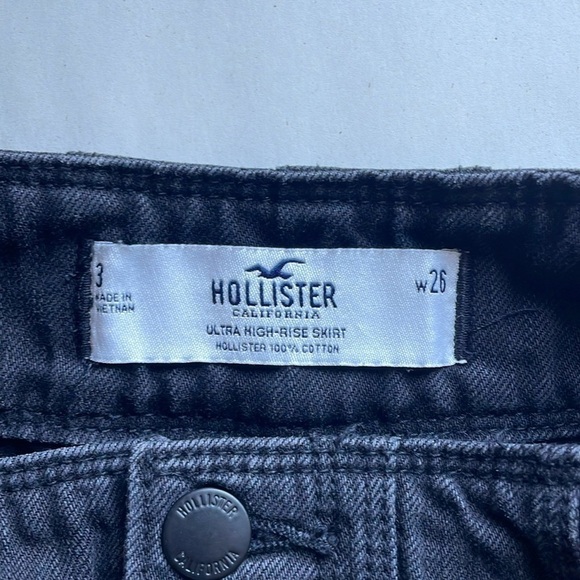 3
MADE IN
VIETNAM
HOLLISTER
CALIFORNIA
ULTRA HIGH-RISE SKIRT
HOLLISTER 100% COTTON
W26
HOLLISTER
CALIFORNIA